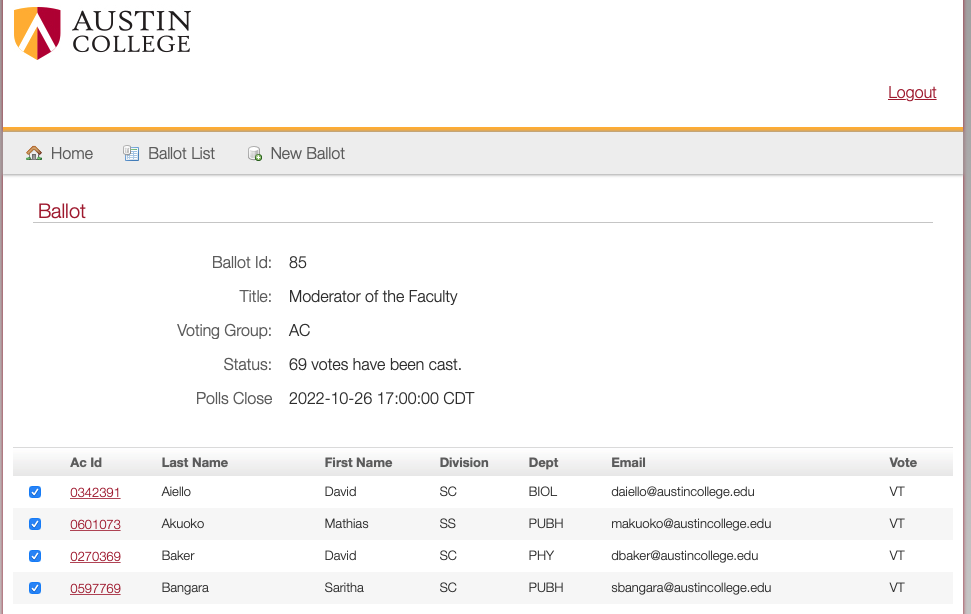 AUSTIN
COLLEGE
Logout
Home Ballot List New Ballot
Ballot
Ballot Id: 85
Title: Moderator of the Faculty
Voting Group: AC
Status: 69 votes have been cast.
Polls Close 2022-10-26 17:00:00 CDT
Ac Id Last Name First Name Division Dept Email Vote
0342391 Aiello David SC BIOL daiello@austincollege.edu VT
0601073 Akuoko Mathias SS PUBH makuoko@austincollege.edu VT
0270369 Baker David SC PHY dbaker@austincollege.edu VT
0597769 Bangara Saritha SC PUBH sbangara@austincollege.edu VT